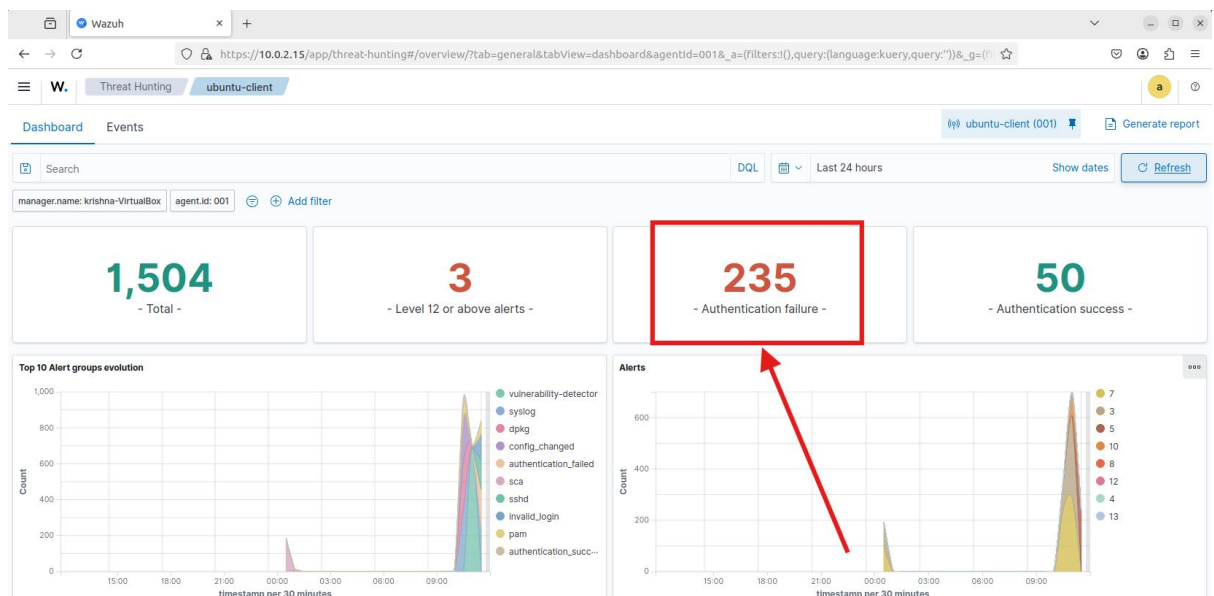 Wazuh
https://10.0.2.15/app/threat-hunting#/overview/?tab=general&tabView=dashboard&agentId=001&_a=(filters:!(),query:(language:kuery,query:''))&_g=(fi
W. Threat Hunting ubuntu-client a
Dashboard Events ubuntu-client (001) Generate report
Search DQL Last 24 hours Show dates Refresh
manager.name: krishna-VirtualBox agent.id: 001 Add filter
1,504
- Total -
3
- Level 12 or above alerts -
235
- Authentication failure -
50
- Authentication success -
Top 10 Alert groups evolution
1,000
800
600
400
200
0
Count
15:00 18:00 21:00 00:00 03:00 06:00 09:00
timestamp per 30 minutes
vulnerability-detector
syslog
dpkg
config_changed
authentication_failed
sca
sshd
invalid_login
pam
authentication_succ...
Alerts
600
400
200
0
Count
15:00 18:00 21:00 00:00 03:00 06:00 09:00
timestamp per 30 minutes
7
3
5
10
8
12
4
13